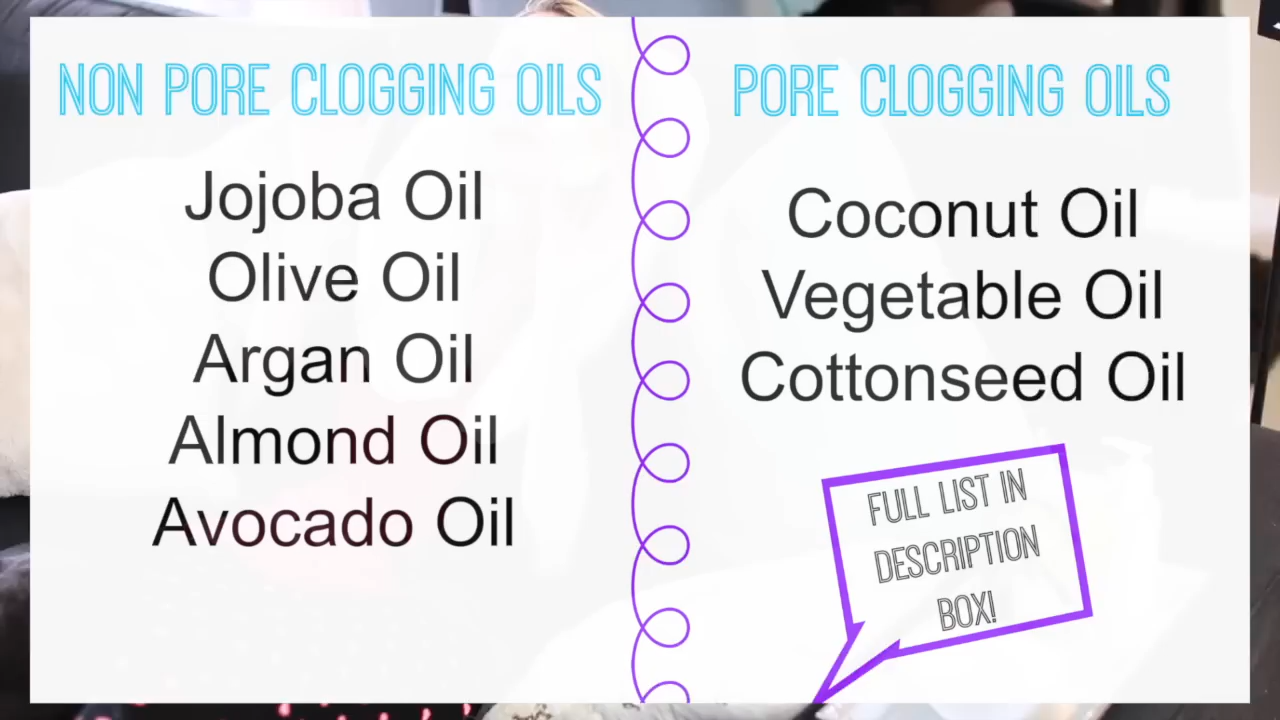 NON PORE CLOGGING OILS
Jojoba Oil
Olive Oil
Argan Oil
Almond Oil
Avocado Oil
PORE CLOGGING OILS
Coconut Oil
Vegetable Oil
Cottonseed Oil
FULL LIST IN
DESCRIPTION
BOX!